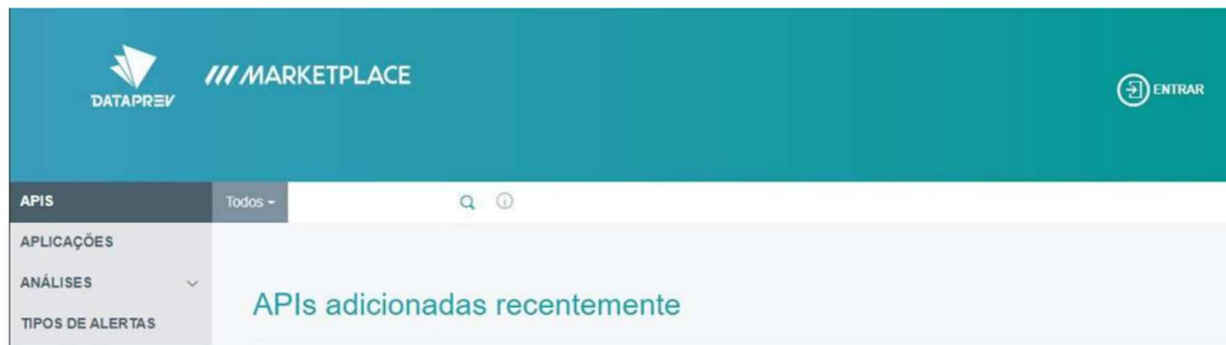 DATAPREV
MARKETPLACE
ENTRAR
APIS
Todos
APLICAÇÕES
ANÁLISES
TIPOS DE ALERTAS
APIs adicionadas recentemente